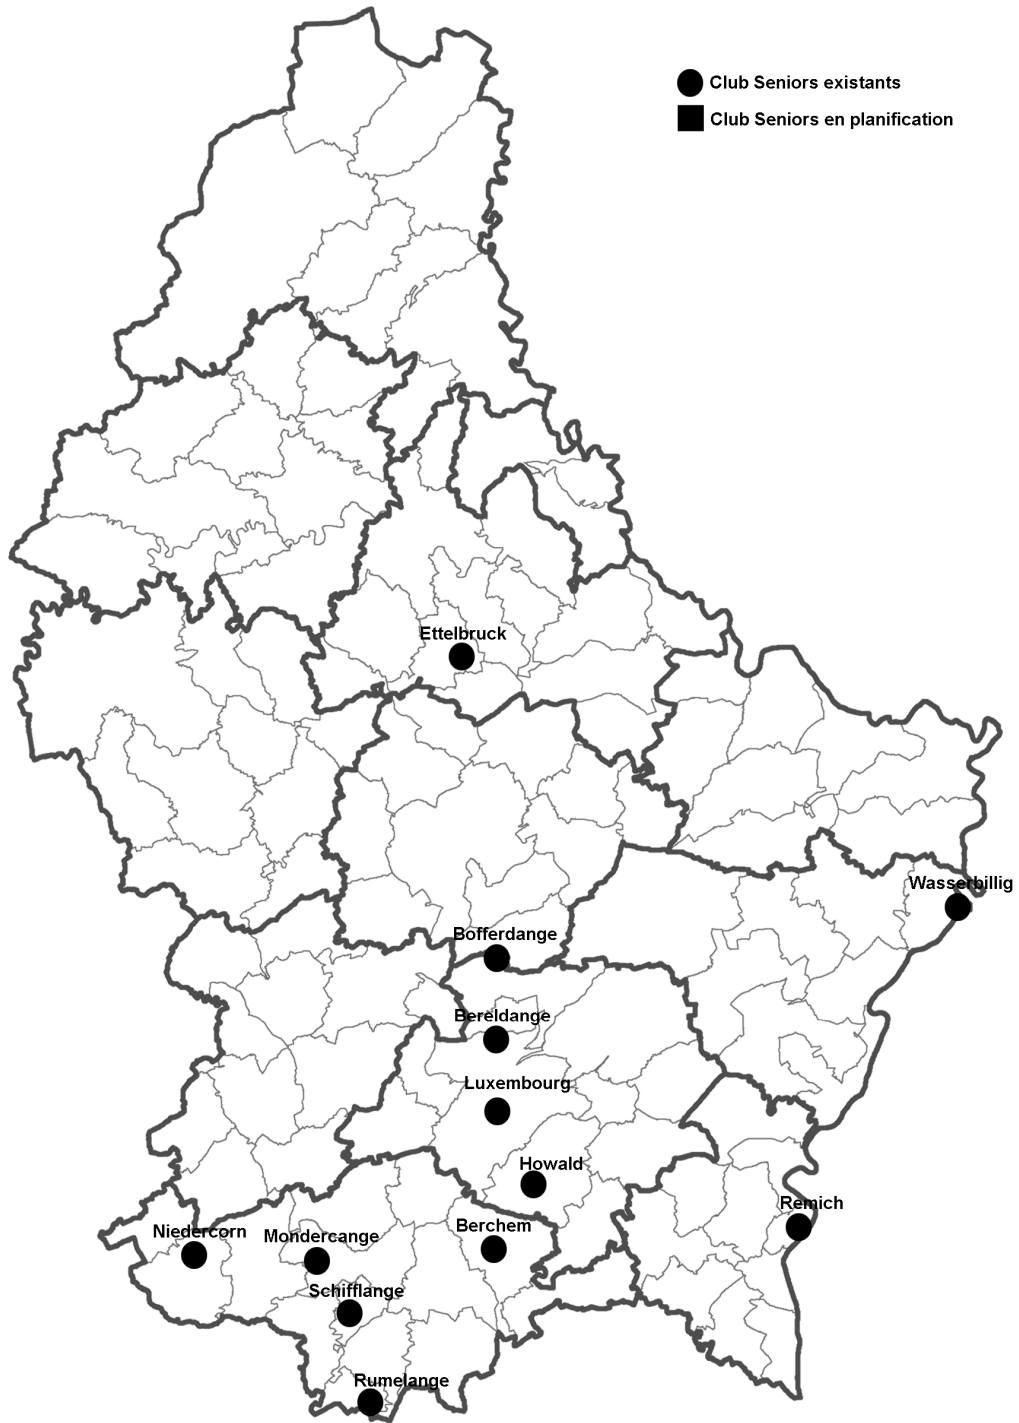 Club Seniors existants
Club Seniors en planification
Ettelbruck
Wasserbillig
Bofferdange
Bereldange
Luxembourg
Howald
Remich
Berchem
Niedercorn
Mondercange
Schifflange
Rumelange